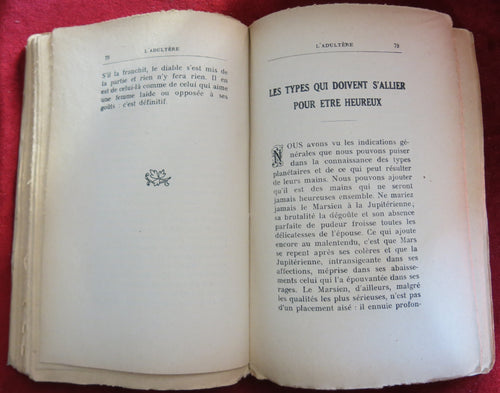 78 L'ADULTÈRE
S'il la franchit, le diable s'est mis de
la partie et rien n'y fera rien. Il en
est de celui-là comme de celui qui aime
une femme laide ou opposée à ses
goûts : c'est définitif.
L'ADULTÈRE 79
LES TYPES QUI DOIVENT S'ALLIER
POUR ETRE HEUREUX
NOUS avons vu les indications gé-
nérales que nous pouvons puiser
dans la connaissance des types
planétaires et de ce qui peut résulter
de leurs mains. Nous pouvons ajouter
qu'il est des mains qui ne seront
jamais heureuses ensemble. Ne mariez
jamais le Marsien à la Jupitérienne;
sa brutalité la dégoûte et son absence
parfaite de pudeur froisse toutes les
délicatesses de l'épouse. Ce qui ajoute
encore au malentendu, c'est que Mars
se repent après ses colères et que la
Jupitérienne, intransigeante dans ses
affections, méprise dans ses abaisse-
ments celui qui l'a épouvantée dans ses
rages. Le Marsien, d'ailleurs, malgré
les qualités les plus sérieuses, n'est pas
d'un placement aisé : il ennuie profon-